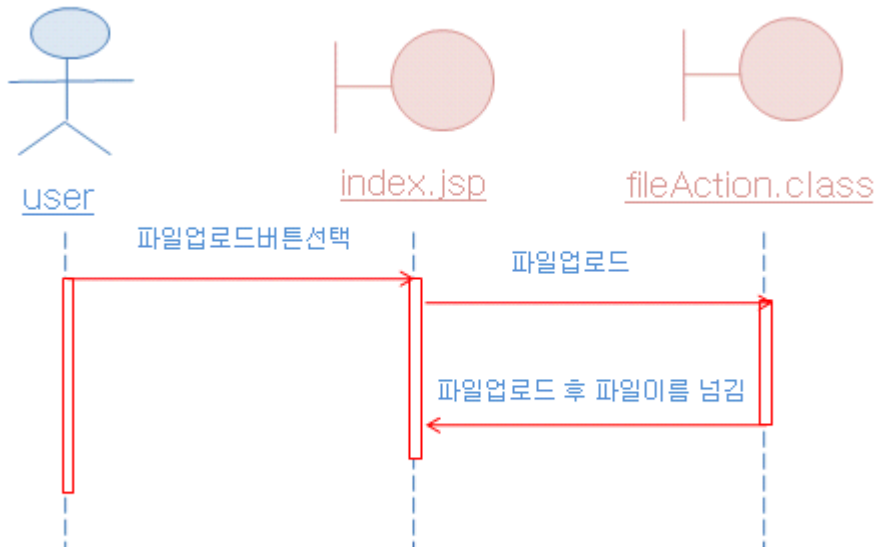 user
index.jsp
fileAction.class
파일업로드버튼선택
파일업로드
파일업로드 후 파일이름 넘김